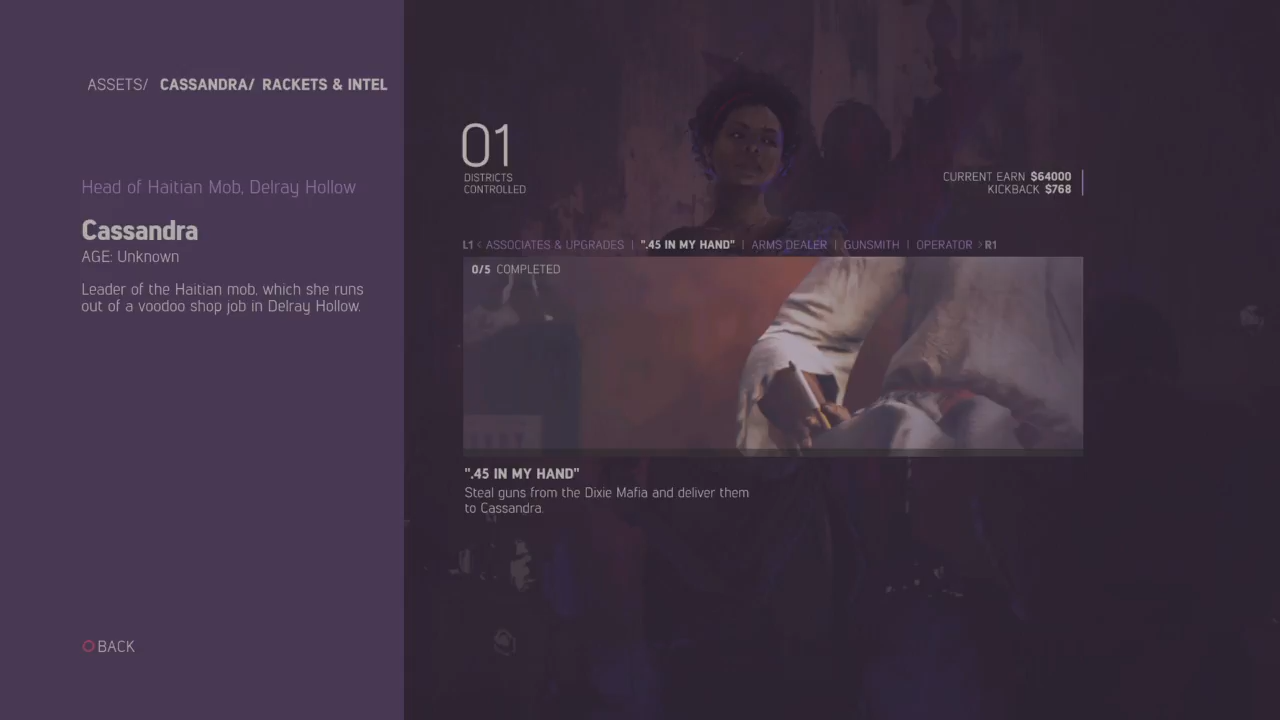 ASSETS/ CASSANDRA/ RACKETS & INTEL
Head of Haitian Mob, Delray Hollow
Cassandra
AGE: Unknown
Leader of the Haitian mob, which she runs
out of a voodoo shop job in Delray Hollow.
BACK
01
DISTRICTS
CONTROLLED
CURRENT EARN $64000
KICKBACK $768
L1 < ASSOCIATES & UPGRADES | ".45 IN MY HAND" | ARMS DEALER | GUNSMITH | OPERATOR > R1
0/5 COMPLETED
".45 IN MY HAND"
Steal guns from the Dixie Mafia and deliver them
to Cassandra.